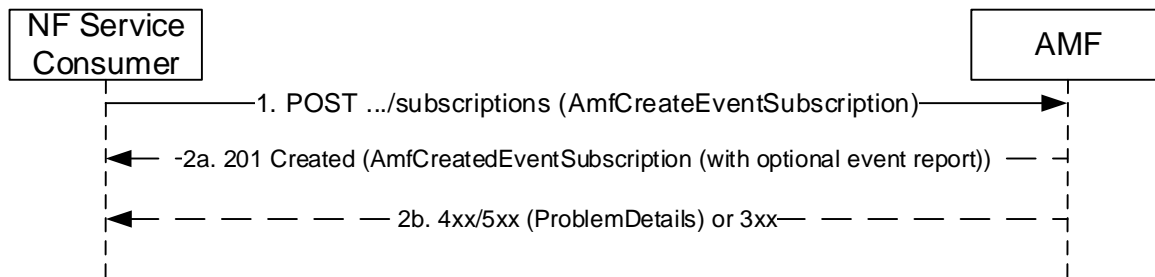 NF Service
Consumer
AMF
1. POST .../subscriptions (AmfCreateEventSubscription)
2a. 201 Created (AmfCreatedEventSubscription (with optional event report))
2b. 4xx/5xx (ProblemDetails) or 3xx